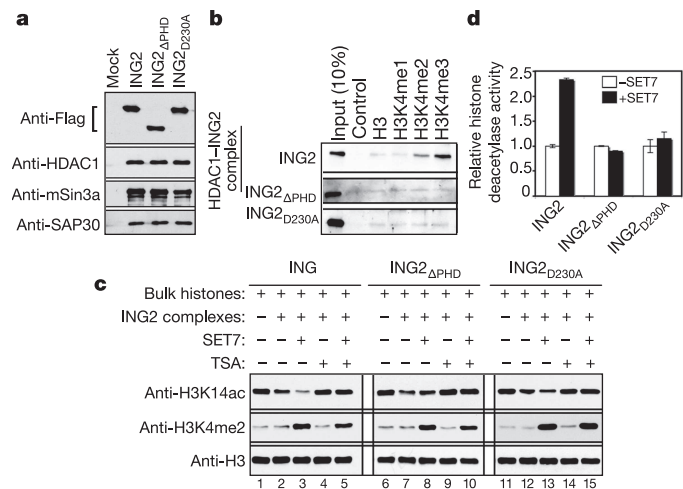 a
Mock
ING2
ING2ΔPHD
ING2D230A
Anti-Flag
Anti-HDAC1
Anti-mSin3a
Anti-SAP30
b
Input (10%)
Control
H3
H3K4me1
H3K4me2
H3K4me3
HDAC1–ING2
complex
ING2
ING2ΔPHD
ING2D230A
d
Relative histone
deacetylase activity
2.5
2.0
1.5
1.0
0.5
0
–SET7
+SET7
ING2
ING2ΔPHD
ING2D230A
c
ING ING2ΔPHD ING2D230A
Bulk histones: + + + + + + + + + + + + + + +
ING2 complexes: – + + + + – + + + + – + + + +
SET7: – – + – + – – + – + – – + – +
TSA: – – – + + – – – + + – – – + +
Anti-H3K14ac
Anti-H3K4me2
Anti-H3
1 2 3 4 5 6 7 8 9 10 11 12 13 14 15